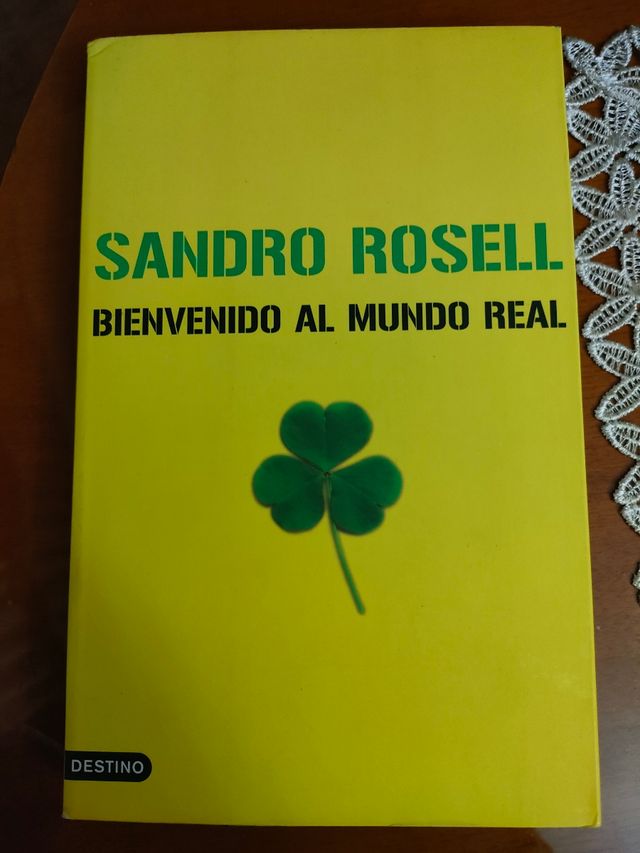 SANDRO ROSELL
BIENVENIDO AL MUNDO REAL
DESTINO